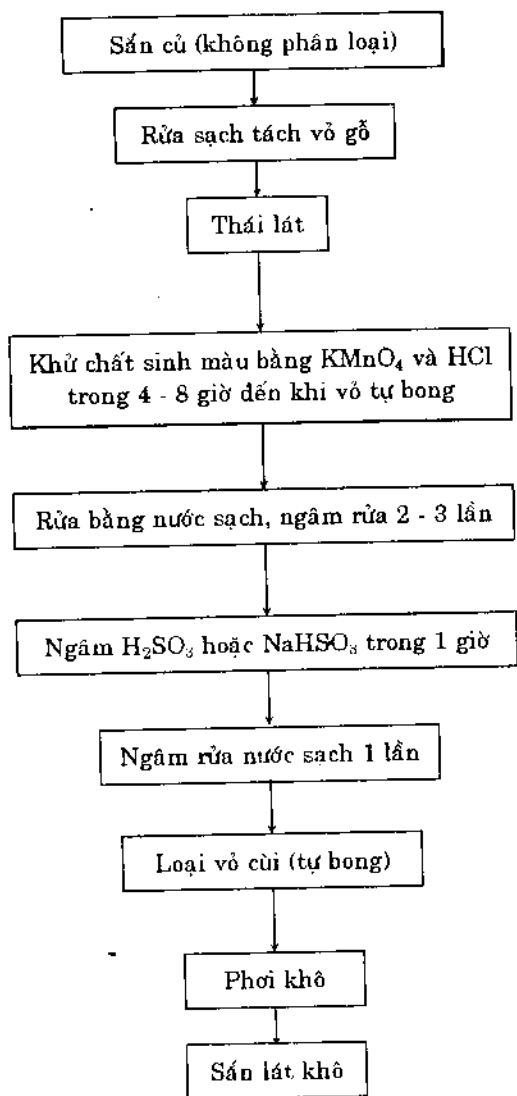 Sắn củ (không phân loại)
Rửa sạch tách vỏ gỗ
Thái lát
Khử chất sinh màu bằng KMnO₄ và HCl
trong 4 - 8 giờ đến khi vỏ tự bong
Rửa bằng nước sạch, ngâm rửa 2 - 3 lần
Ngâm H₂SO₃ hoặc NaHSO₃ trong 1 giờ
Ngâm rửa nước sạch 1 lần
Loại vỏ cùi (tự bong)
Phơi khô
Sắn lát khô